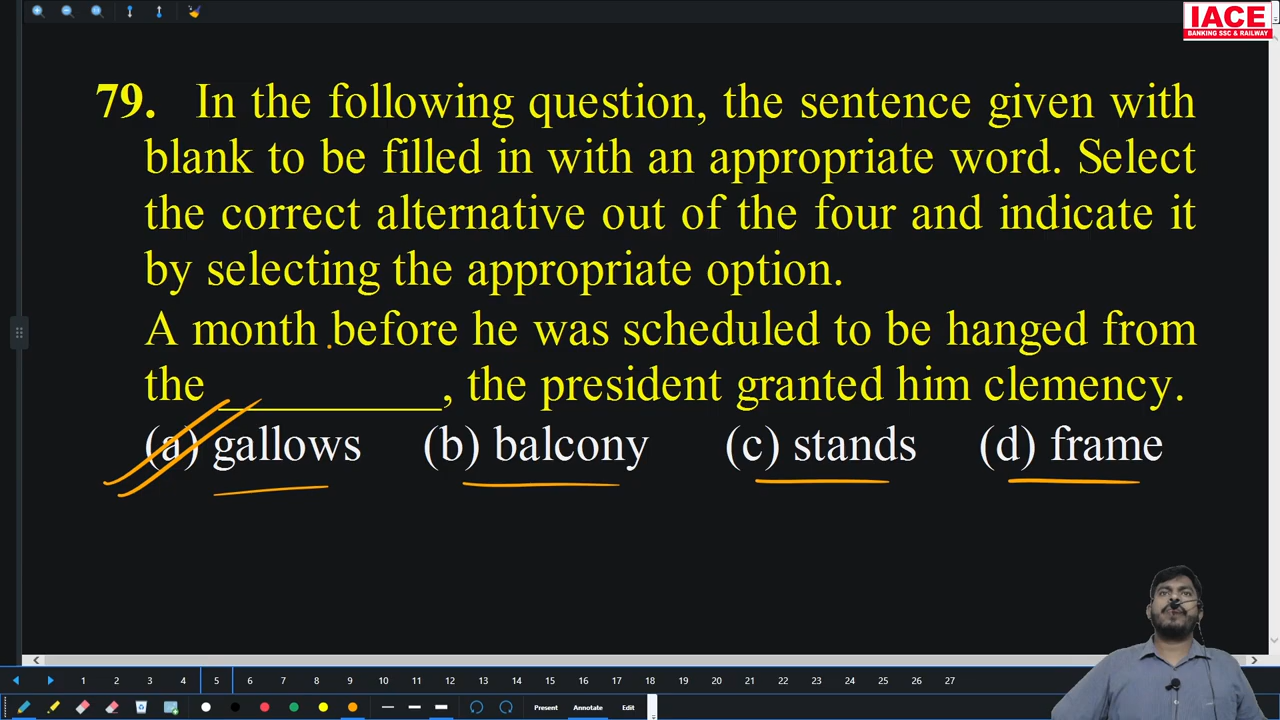 IACE
BANKING SSC & RAILWAY
79. In the following question, the sentence given with
blank to be filled in with an appropriate word. Select
the correct alternative out of the four and indicate it
by selecting the appropriate option.
A month before he was scheduled to be hanged from
the __________, the president granted him clemency.
(a) gallows (b) balcony (c) stands (d) frame
1 2 3 4 5 6 7 8 9 10 11 12 13 14 15 16 17 18 19 20 21 22 23 24 25 26 27
Present Annotate Edit